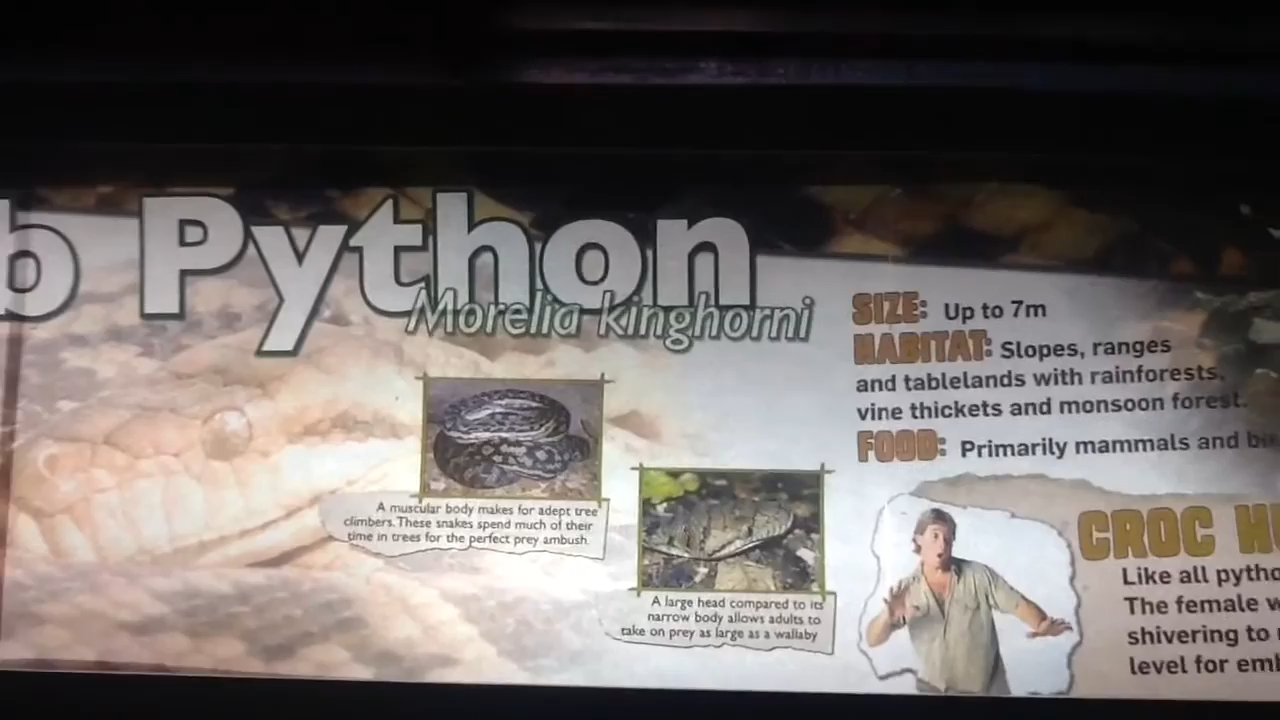 Python
Morelia kinghorni
SIZE: Up to 7m
HABITAT: Slopes, ranges
and tablelands with rainforests,
vine thickets and monsoon forest.
FOOD: Primarily mammals and
A muscular body makes for adept tree
climbers. These snakes spend much of their
time in trees for the perfect prey ambush.
A large head compared to its
narrow body allows adults to
take on prey as large as a wallaby
CROC
Like all
The female
shivering to
level for